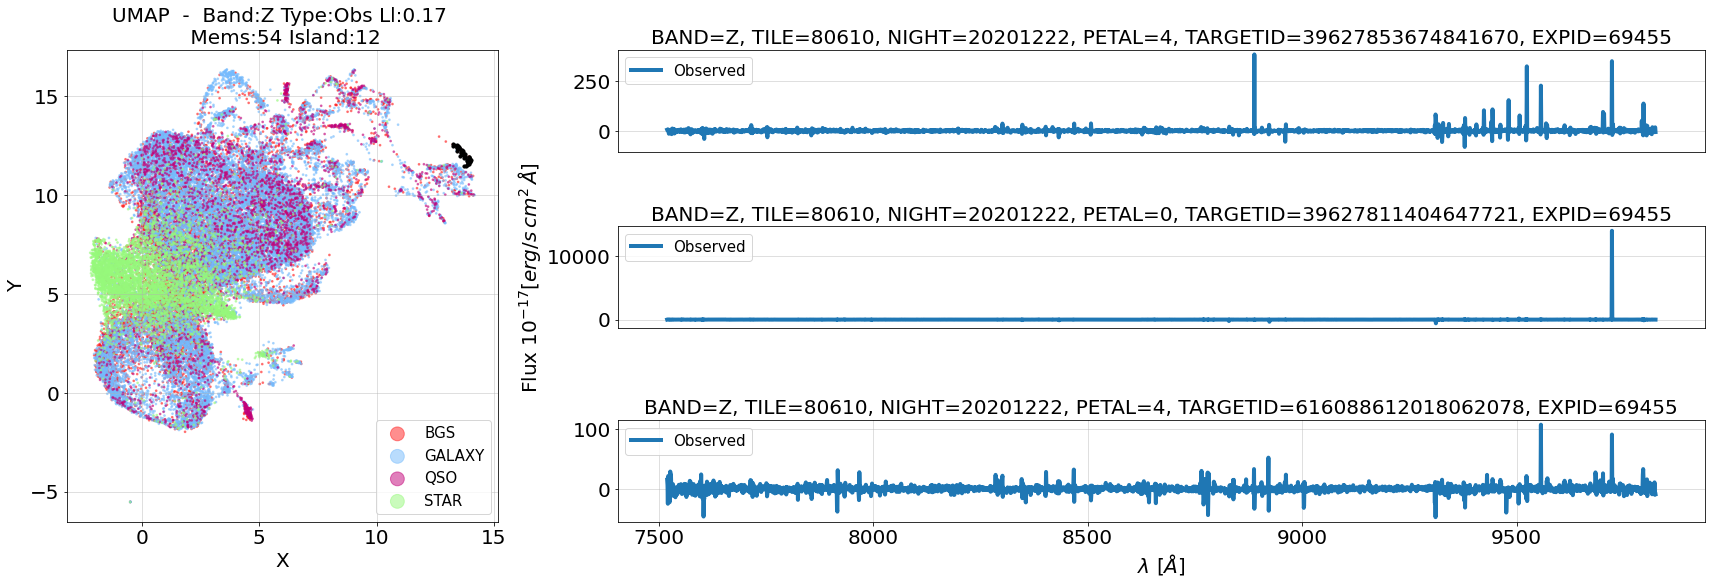 UMAP  -  Band:Z Type:Obs Ll:0.17
Mems:54 Island:12
15
10
5
0
−5
0
5
10
15
X
Y
BGS
GALAXY
QSO
STAR
Flux 10⁻¹⁷[erg/s cm² Å]
BAND=Z, TILE=80610, NIGHT=20201222, PETAL=4, TARGETID=39627853674841670, EXPID=69455
Observed
250
0
BAND=Z, TILE=80610, NIGHT=20201222, PETAL=0, TARGETID=39627811404647721, EXPID=69455
Observed
10000
0
BAND=Z, TILE=80610, NIGHT=20201222, PETAL=4, TARGETID=616088612018062078, EXPID=69455
Observed
100
0
7500
8000
8500
9000
9500
λ [Å]